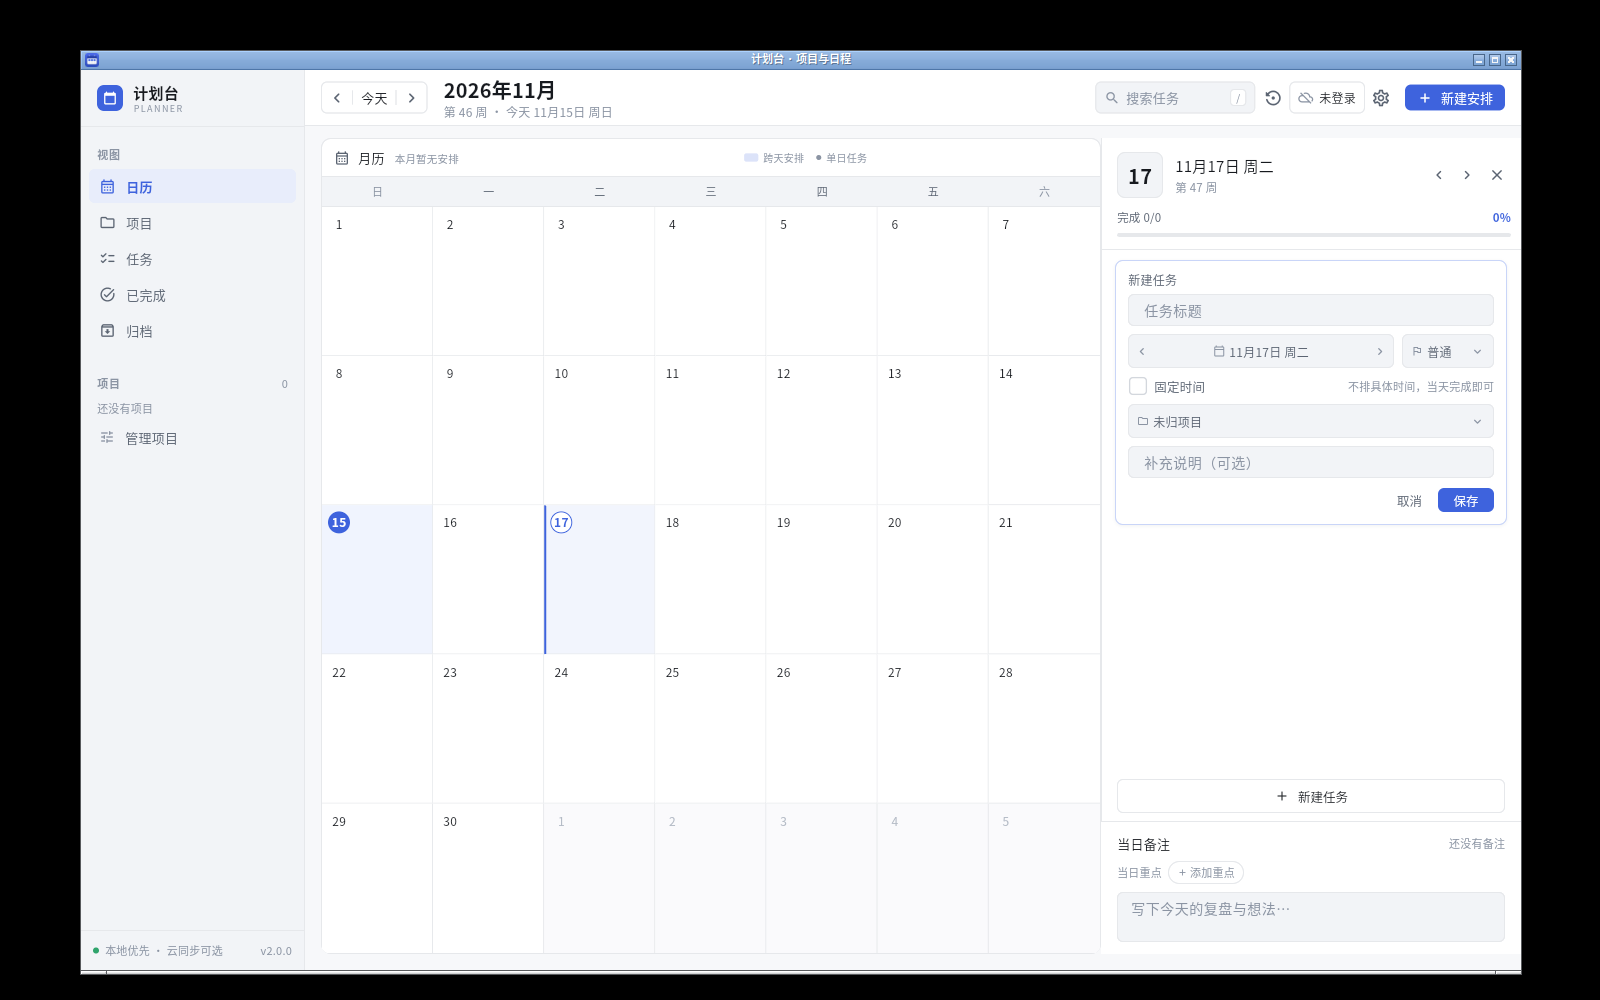 计划台 · 项目与日程
计划台
PLANNER
视图
日历
项目
任务
已完成
归档
项目 0
还没有项目
管理项目
本地优先 · 云同步可选 v2.0.0
今天
2026年11月
第 46 周 · 今天 11月15日 周日
搜索任务 /
未登录
+ 新建安排
月历 本月暂无安排 跨天安排 单日任务
日 一 二 三 四 五 六
1 2 3 4 5 6 7
8 9 10 11 12 13 14
15 16 17 18 19 20 21
22 23 24 25 26 27 28
29 30 1 2 3 4 5
17
11月17日 周二
第 47 周
完成 0/0 0%
新建任务
任务标题
11月17日 周二 普通
固定时间 不排具体时间，当天完成即可
未归项目
补充说明（可选）
取消 保存
+ 新建任务
当日备注 还没有备注
当日重点 + 添加重点
写下今天的复盘与想法…